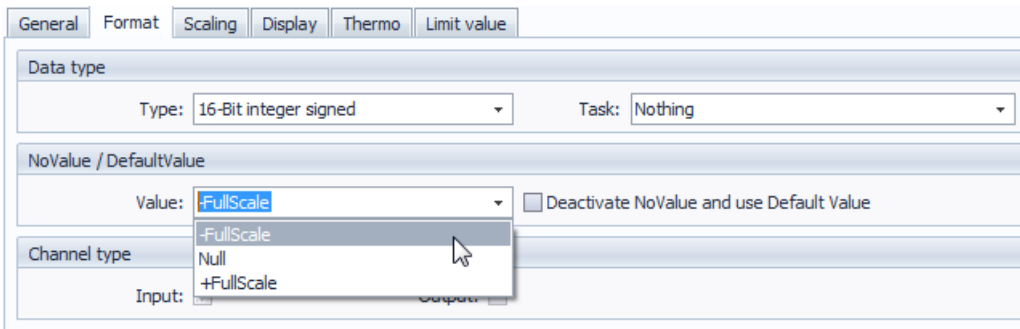 General Format Scaling Display Thermo Limit value
Data type
Type: 16-Bit integer signed Task: Nothing
NoValue / DefaultValue
Value: -FullScale Deactivate NoValue and use Default Value
-FullScale
Channel type
Null
+FullScale
Input: Output: